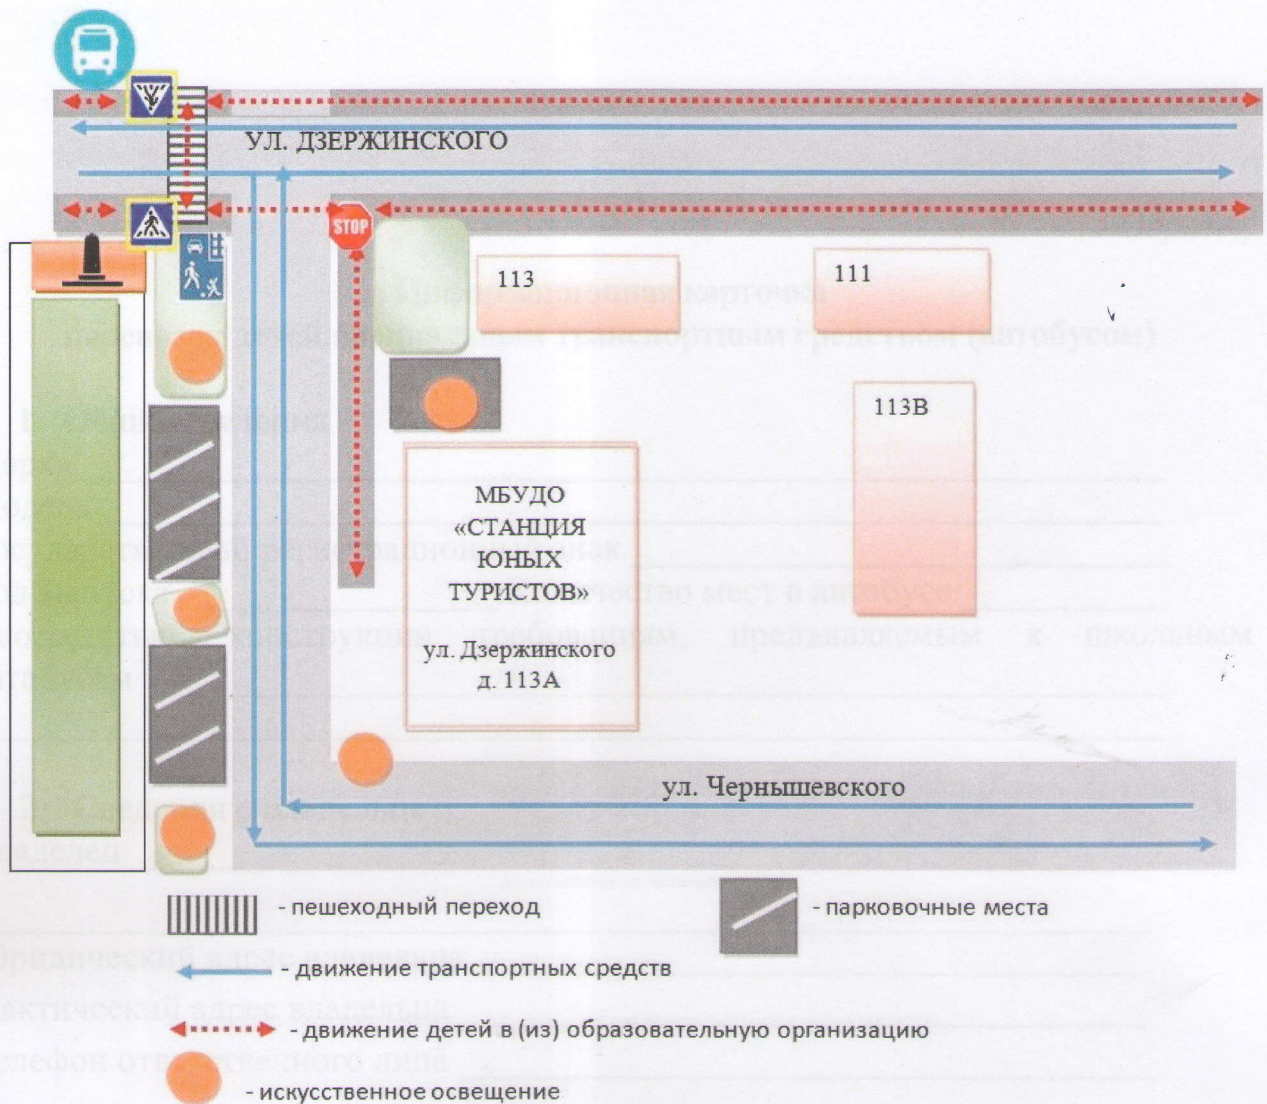 УЛ. ДЗЕРЖИНСКОГО
STOP
113
111
113В
МБУДО
«СТАНЦИЯ
ЮНЫХ
ТУРИСТОВ»
ул. Дзержинского
д. 113А
ул. Чернышевского
- пешеходный переход
- парковочные места
- движение транспортных средств
- движение детей в (из) образовательную организацию
- искусственное освещение